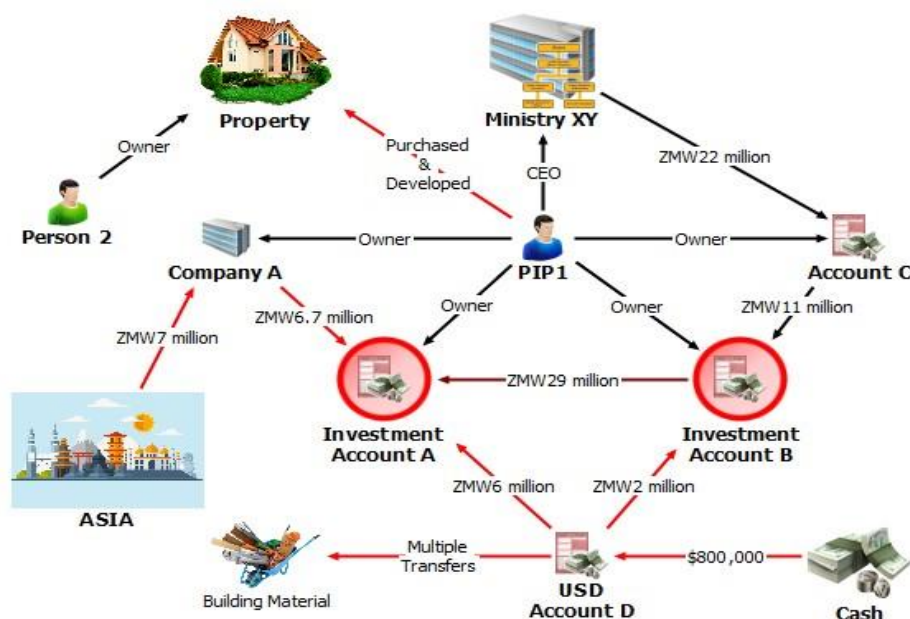 Property
Ministry XY
Owner
Purchased
&
Developed
CEO
ZMW22 million
Person 2
Company A
Owner
PIP1
Owner
Account C
ZMW7 million
ZMW6.7 million
Owner
Owner
ZMW11 million
ZMW29 million
Investment
Account A
Investment
Account B
ASIA
ZMW6 million
ZMW2 million
Multiple
Transfers
$800,000
Building Material
USD
Account D
Cash